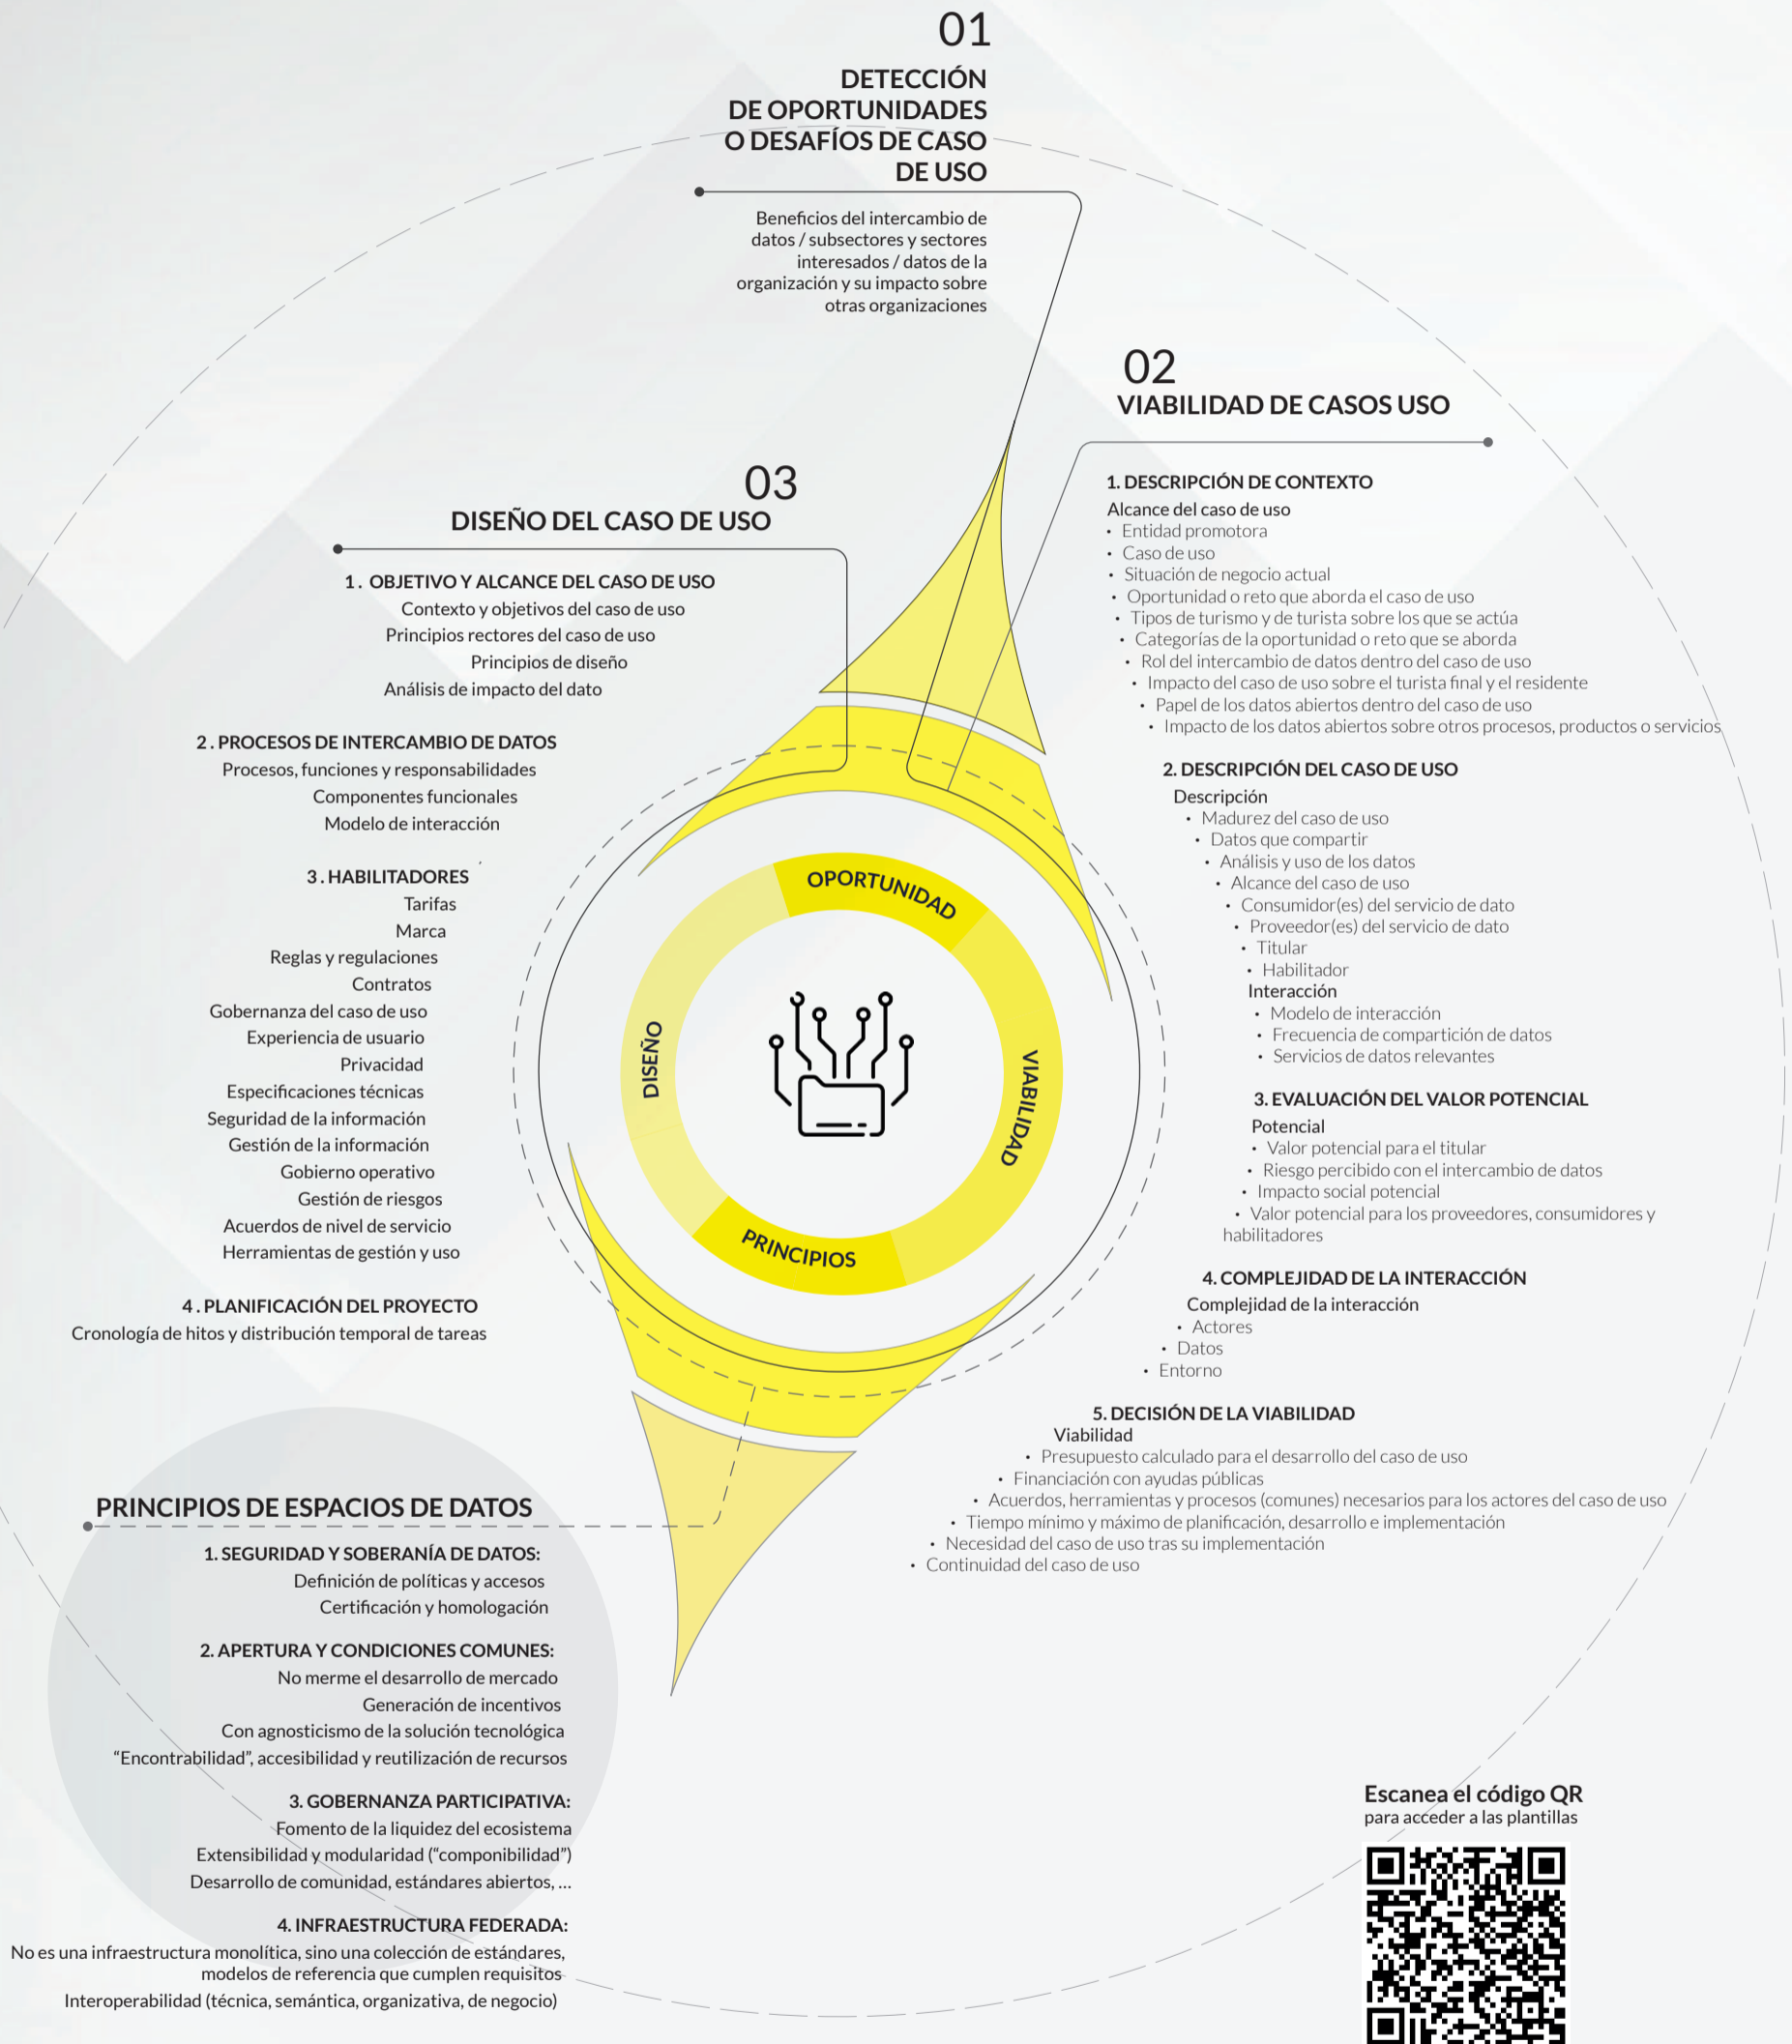 01
DETECCIÓN
DE OPORTUNIDADES
O DESAFÍOS DE CASO
DE USO
Beneficios del intercambio de
datos / subsectores y sectores
interesados / datos de la
organización y su impacto sobre
otras organizaciones
02
VIABILIDAD DE CASOS USO
1. DESCRIPCIÓN DE CONTEXTO
Alcance del caso de uso
• Entidad promotora
• Caso de uso
• Situación de negocio actual
• Oportunidad o reto que aborda el caso de uso
• Tipos de turismo y de turista sobre los que se actúa
• Categorías de la oportunidad o reto que se aborda
• Rol del intercambio de datos dentro del caso de uso
• Impacto del caso de uso sobre el turista final y el residente
• Papel de los datos abiertos dentro del caso de uso
• Impacto de los datos abiertos sobre otros procesos, productos o servicios
2. DESCRIPCIÓN DEL CASO DE USO
Descripción
• Madurez del caso de uso
• Datos que compartir
• Análisis y uso de los datos
• Alcance del caso de uso
• Consumidor(es) del servicio de dato
• Proveedor(es) del servicio de dato
• Titular
• Habilitador
Interacción
• Modelo de interacción
• Frecuencia de compartición de datos
• Servicios de datos relevantes
3. EVALUACIÓN DEL VALOR POTENCIAL
Potencial
• Valor potencial para el titular
• Riesgo percibido con el intercambio de datos
• Impacto social potencial
• Valor potencial para los proveedores, consumidores y
habilitadores
4. COMPLEJIDAD DE LA INTERACCIÓN
Complejidad de la interacción
• Actores
• Datos
• Entorno
5. DECISIÓN DE LA VIABILIDAD
Viabilidad
• Presupuesto calculado para el desarrollo del caso de uso
• Financiación con ayudas públicas
• Acuerdos, herramientas y procesos (comunes) necesarios para los actores del caso de uso
• Tiempo mínimo y máximo de planificación, desarrollo e implementación
• Necesidad del caso de uso tras su implementación
• Continuidad del caso de uso
03
DISEÑO DEL CASO DE USO
1. OBJETIVO Y ALCANCE DEL CASO DE USO
Contexto y objetivos del caso de uso
Principios rectores del caso de uso
Principios de diseño
Análisis de impacto del dato
2. PROCESOS DE INTERCAMBIO DE DATOS
Procesos, funciones y responsabilidades
Componentes funcionales
Modelo de interacción
3. HABILITADORES
Tarifas
Marca
Reglas y regulaciones
Contratos
Gobernanza del caso de uso
Experiencia de usuario
Privacidad
Especificaciones técnicas
Seguridad de la información
Gestión de la información
Gobierno operativo
Gestión de riesgos
Acuerdos de nivel de servicio
Herramientas de gestión y uso
4. PLANIFICACIÓN DEL PROYECTO
Cronología de hitos y distribución temporal de tareas
OPORTUNIDAD
VIABILIDAD
PRINCIPIOS
DISEÑO
PRINCIPIOS DE ESPACIOS DE DATOS
1. SEGURIDAD Y SOBERANÍA DE DATOS:
Definición de políticas y accesos
Certificación y homologación
2. APERTURA Y CONDICIONES COMUNES:
No merme el desarrollo de mercado
Generación de incentivos
Con agnosticismo de la solución tecnológica
“Encontrabilidad”, accesibilidad y reutilización de recursos
3. GOBERNANZA PARTICIPATIVA:
Fomento de la liquidez del ecosistema
Extensibilidad y modularidad (“componibilidad”)
Desarrollo de comunidad, estándares abiertos, ...
4. INFRAESTRUCTURA FEDERADA:
No es una infraestructura monolítica, sino una colección de estándares,
modelos de referencia que cumplen requisitos
Interoperabilidad (técnica, semántica, organizativa, de negocio)
Escanea el código QR
para acceder a las plantillas